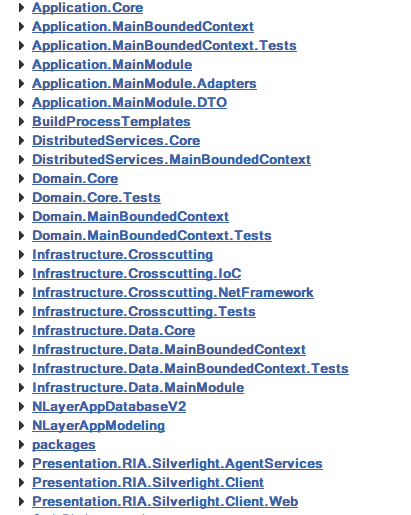 Application.Core
Application.MainBoundedContext
Application.MainBoundedContext.Tests
Application.MainModule
Application.MainModule.Adapters
Application.MainModule.DTO
BuildProcessTemplates
DistributedServices.Core
DistributedServices.MainBoundedContext
Domain.Core
Domain.Core.Tests
Domain.MainBoundedContext
Domain.MainBoundedContext.Tests
Infrastructure.Crosscutting
Infrastructure.Crosscutting.IoC
Infrastructure.Crosscutting.NetFramework
Infrastructure.Crosscutting.Tests
Infrastructure.Data.Core
Infrastructure.Data.MainBoundedContext
Infrastructure.Data.MainBoundedContext.Tests
Infrastructure.Data.MainModule
NLayerAppDatabaseV2
NLayerAppModeling
packages
Presentation.RIA.Silverlight.AgentServices
Presentation.RIA.Silverlight.Client
Presentation.RIA.Silverlight.Client.Web